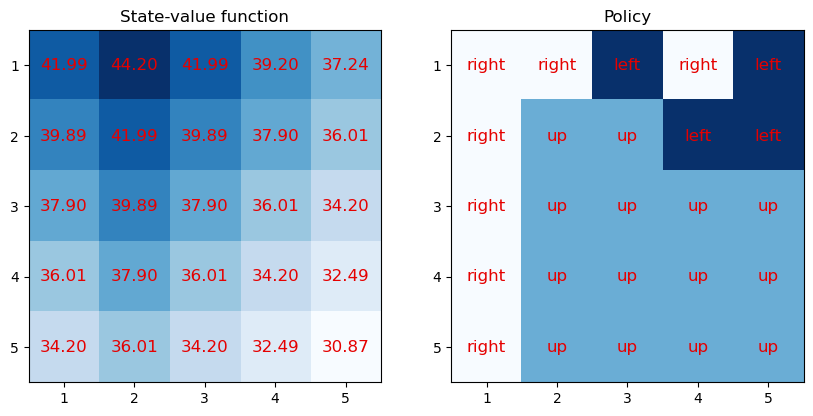 State-value function Policy
1 41.99 44.20 41.99 39.20 37.24 1 right right left right left
2 39.89 41.99 39.89 37.90 36.01 2 right up up left left
3 37.90 39.89 37.90 36.01 34.20 3 right up up up up
4 36.01 37.90 36.01 34.20 32.49 4 right up up up up
5 34.20 36.01 34.20 32.49 30.87 5 right up up up up
1 2 3 4 5 1 2 3 4 5